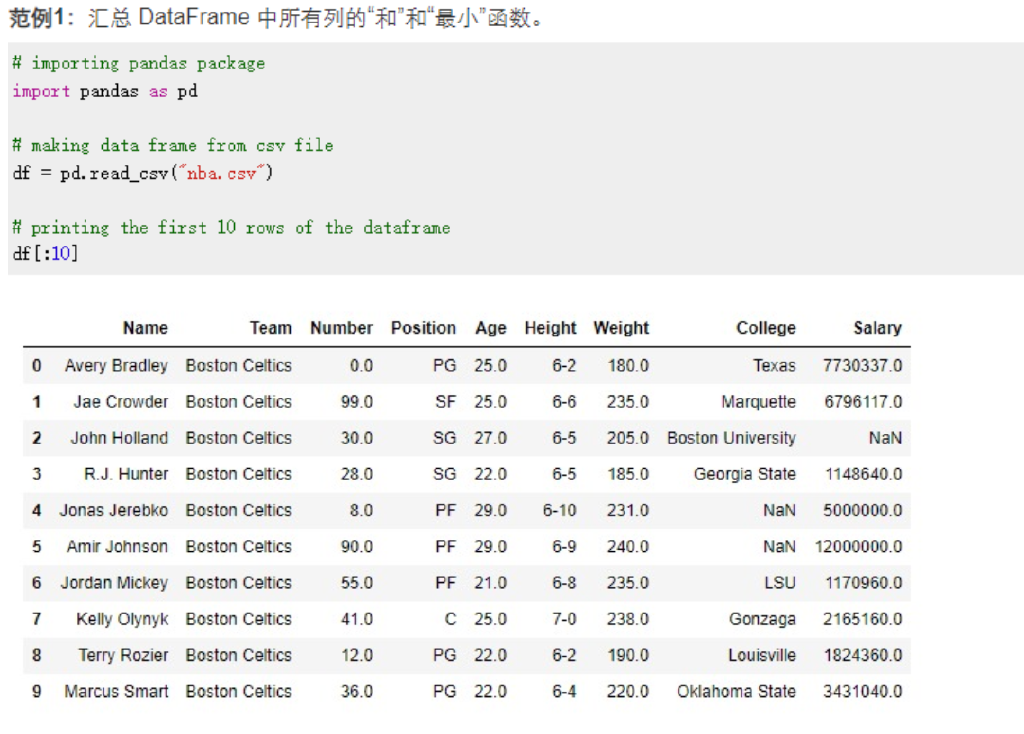 范例1：汇总 DataFrame 中所有列的“和”和“最小”函数。
# importing pandas package
import pandas as pd
# making data frame from csv file
df = pd.read_csv("nba.csv")
# printing the first 10 rows of the dataframe
df[:10]
Name Team Number Position Age Height Weight College Salary
0 Avery Bradley Boston Celtics 0.0 PG 25.0 6-2 180.0 Texas 7730337.0
1 Jae Crowder Boston Celtics 99.0 SF 25.0 6-6 235.0 Marquette 6796117.0
2 John Holland Boston Celtics 30.0 SG 27.0 6-5 205.0 Boston University NaN
3 R.J. Hunter Boston Celtics 28.0 SG 22.0 6-5 185.0 Georgia State 1148640.0
4 Jonas Jerebko Boston Celtics 8.0 PF 29.0 6-10 231.0 NaN 5000000.0
5 Amir Johnson Boston Celtics 90.0 PF 29.0 6-9 240.0 NaN 12000000.0
6 Jordan Mickey Boston Celtics 55.0 PF 21.0 6-8 235.0 LSU 1170960.0
7 Kelly Olynyk Boston Celtics 41.0 C 25.0 7-0 238.0 Gonzaga 2165160.0
8 Terry Rozier Boston Celtics 12.0 PG 22.0 6-2 190.0 Louisville 1824360.0
9 Marcus Smart Boston Celtics 36.0 PG 22.0 6-4 220.0 Oklahoma State 3431040.0